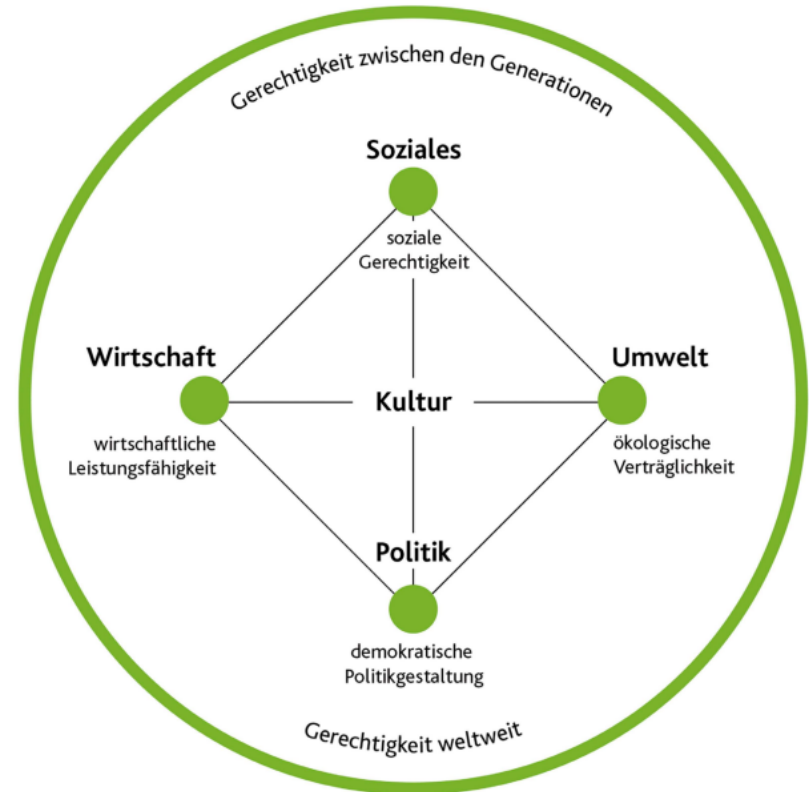 Gerechtigkeit zwischen den Generationen
Soziales
soziale
Gerechtigkeit
Wirtschaft
wirtschaftliche
Leistungsfähigkeit
Kultur
Umwelt
ökologische
Verträglichkeit
Politik
demokratische
Politikgestaltung
Gerechtigkeit weltweit